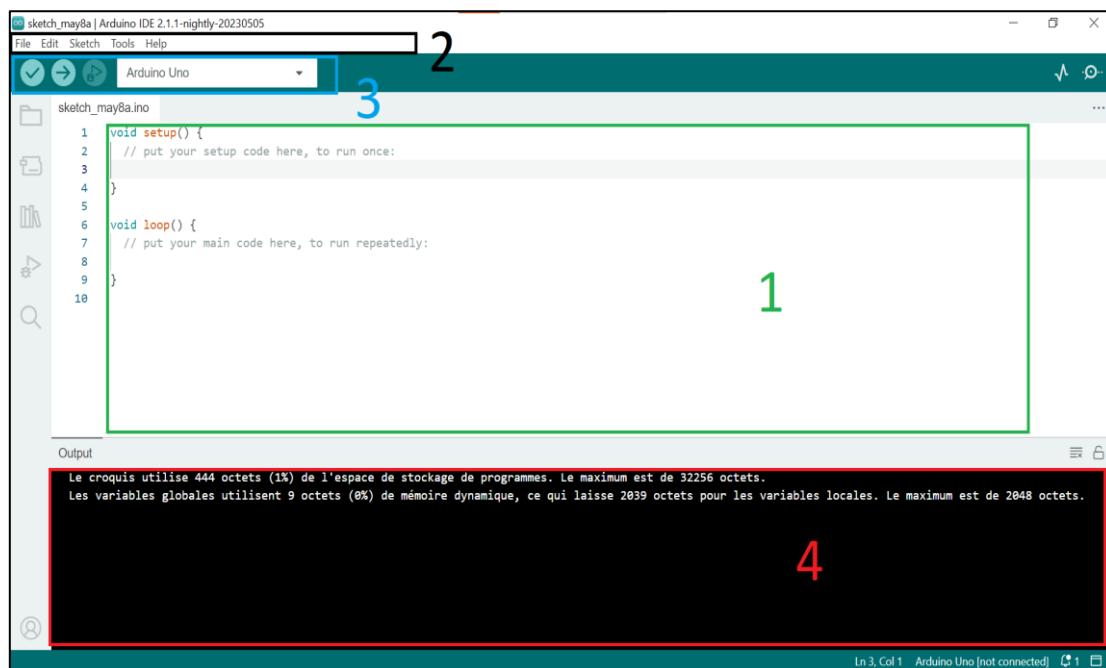 sketch_may8a | Arduino IDE 2.1.1-nightly-20230505
File Edit Sketch Tools Help
2
Arduino Uno
3
sketch_may8a.ino
1 void setup() {
2 // put your setup code here, to run once:
3
4 }
5
6 void loop() {
7 // put your main code here, to run repeatedly:
8
9 }
10
1
Output
Le croquis utilise 444 octets (1%) de l'espace de stockage de programmes. Le maximum est de 32256 octets.
Les variables globales utilisent 9 octets (0%) de mémoire dynamique, ce qui laisse 2039 octets pour les variables locales. Le maximum est de 2048 octets.
4
Ln 3, Col 1 Arduino Uno [not connected] 1